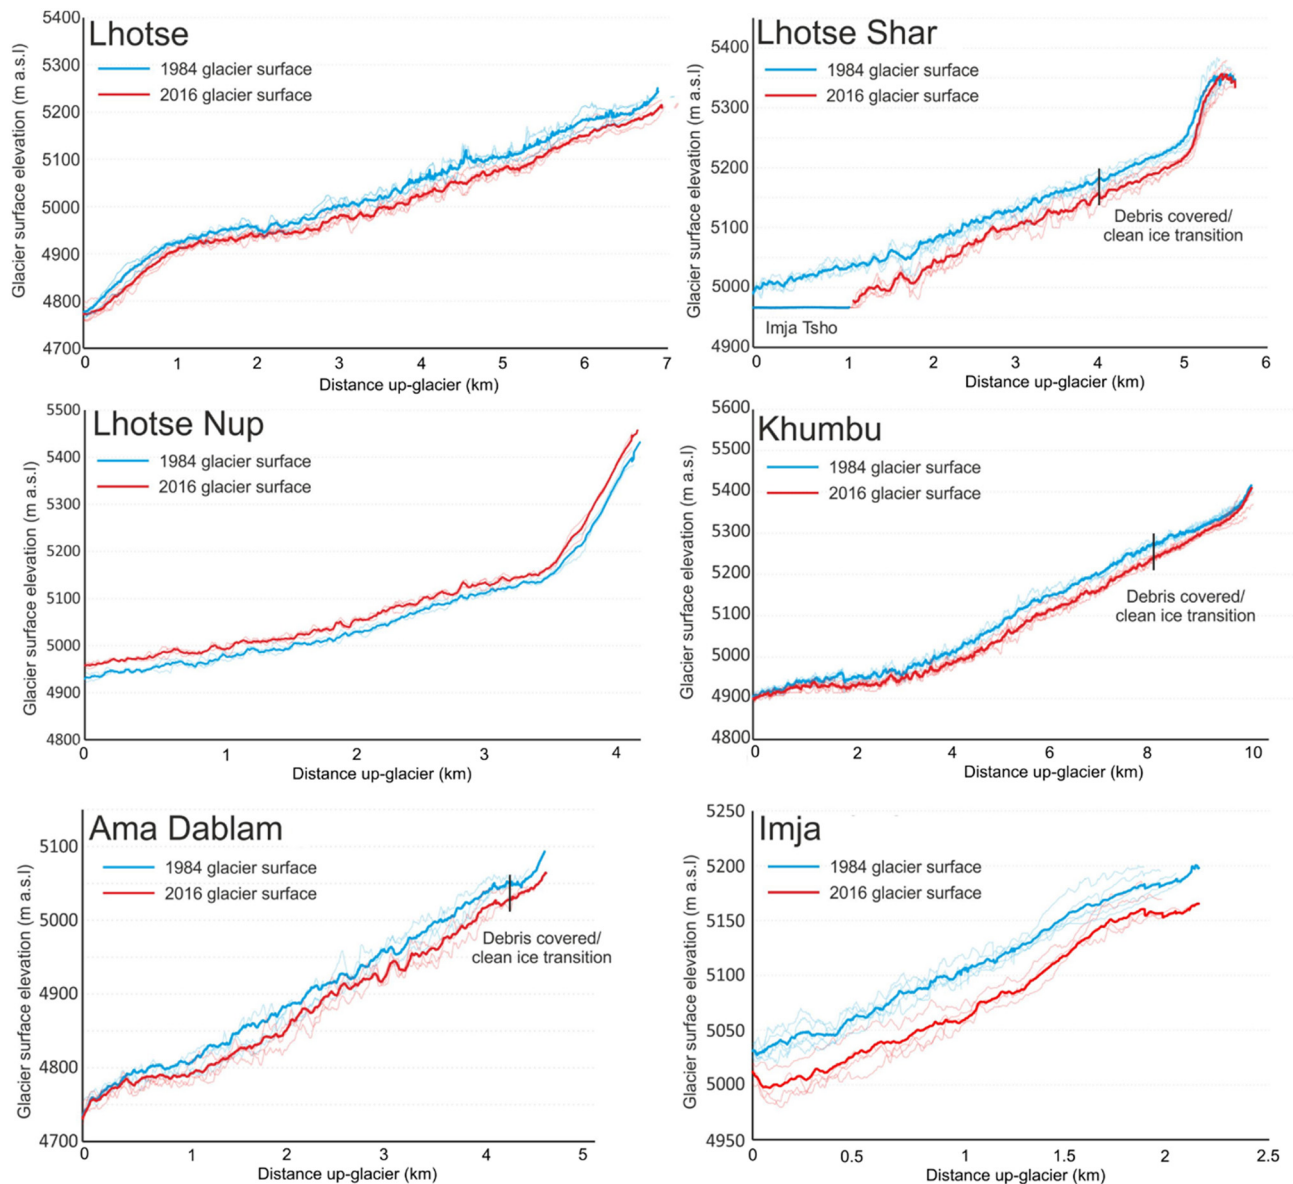 Lhotse
1984 glacier surface
2016 glacier surface
Glacier surface elevation (m a.s.l)
5400
5300
5200
5100
5000
4900
4800
4700
0 1 2 3 4 5 6 7
Distance up-glacier (km)
Lhotse Shar
1984 glacier surface
2016 glacier surface
Glacier surface elevation (m a.s.l)
5400
5300
5200
5100
5000
4900
Debris covered/
clean ice transition
Imja Tsho
0 1 2 3 4 5 6
Distance up-glacier (km)
Lhotse Nup
1984 glacier surface
2016 glacier surface
Glacier surface elevation (m a.s.l)
5500
5400
5300
5200
5100
5000
4900
4800
0 1 2 3 4
Distance up-glacier (km)
Khumbu
1984 glacier surface
2016 glacier surface
Glacier surface elevation (m a.s.l)
5600
5500
5400
5300
5200
5100
5000
4900
4800
Debris covered/
clean ice transition
0 2 4 6 8 10
Distance up-glacier (km)
Ama Dablam
1984 glacier surface
2016 glacier surface
Glacier surface elevation (m a.s.l)
5100
5000
4900
4800
4700
Debris covered/
clean ice transition
0 1 2 3 4 5
Distance up-glacier (km)
Imja
1984 glacier surface
2016 glacier surface
Glacier surface elevation (m a.s.l)
5250
5200
5150
5100
5050
5000
4950
0 0.5 1 1.5 2 2.5
Distance up-glacier (km)